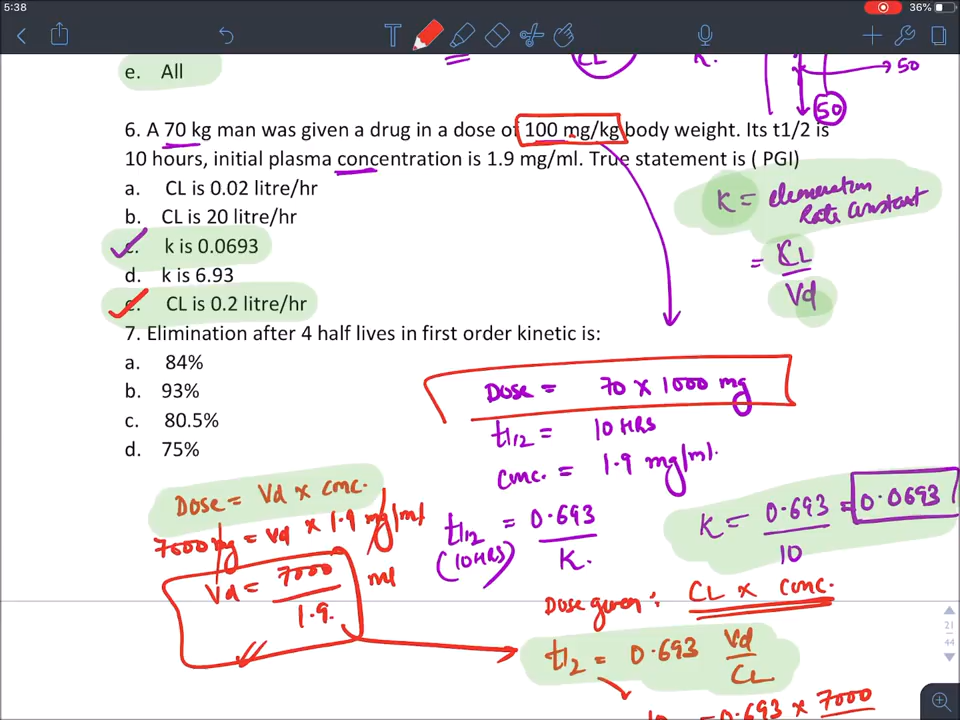 5:38
36%
T
e. All
CL
K.
50
50
6. A 70 kg man was given a drug in a dose of 100 mg/kg body weight. Its t1/2 is
10 hours, initial plasma concentration is 1.9 mg/ml. True statement is ( PGI)
a. CL is 0.02 litre/hr
b. CL is 20 litre/hr
c. k is 0.0693
d. k is 6.93
e. CL is 0.2 litre/hr
K = elemenation
Rate Constant
= CL
Vd
7. Elimination after 4 half lives in first order kinetic is:
a. 84%
b. 93%
c. 80.5%
d. 75%
Dose = 70 x 1000 mg
t1/2 = 10 HRS
conc. = 1.9 mg/ml.
Dose = Vd x conc.
7000 mg = Vd x 1.9 mg/ml
Vd = 7000 ml
1.9.
t1/2 = 0.693
(10HRS) K.
K = 0.693 = 0.0693
10
Dose given: CL x conc.
t1/2 = 0.693 Vd
CL
10 = 0.693 x 7000
21
44